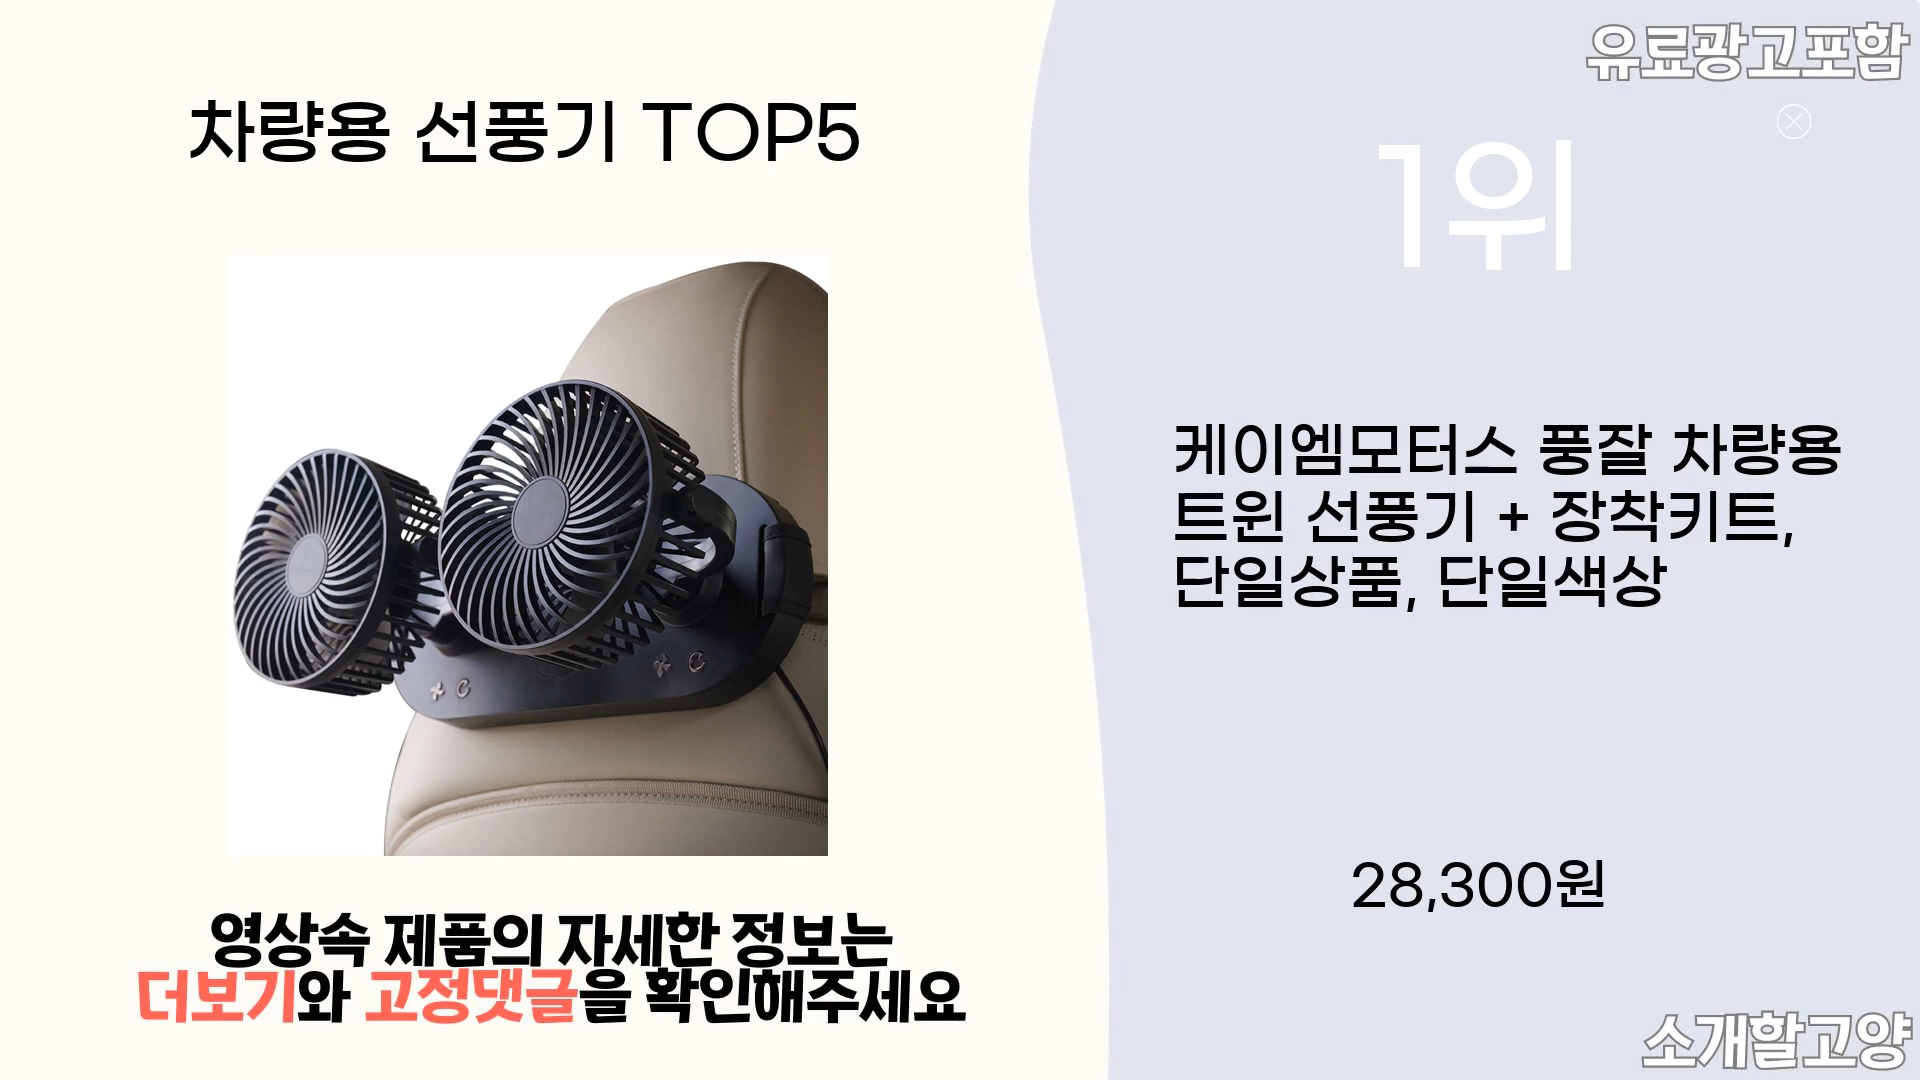 유료광고포함
차량용 선풍기 TOP5
1위
케이엠모터스 풍잘 차량용
트윈 선풍기 + 장착키트,
단일상품, 단일색상
28,300원
영상속 제품의 자세한 정보는
더보기와 고정댓글을 확인해주세요
소개할고양